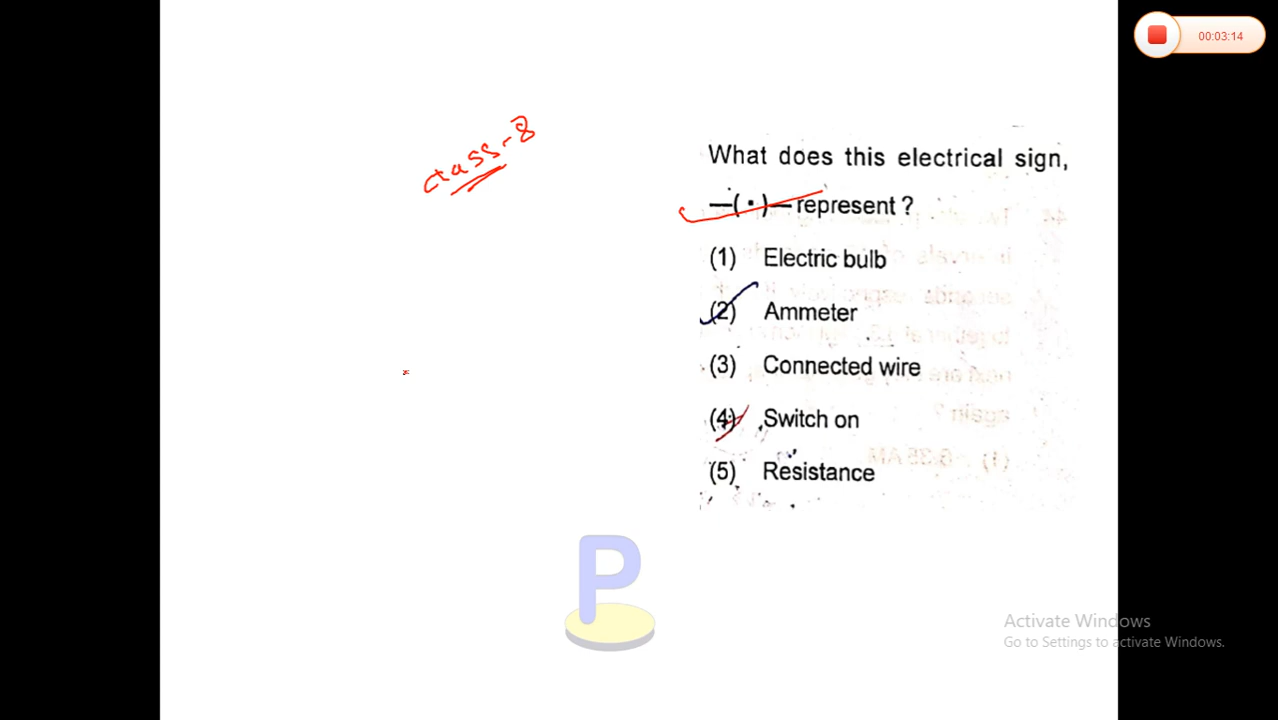 00:03:14
class-8
What does this electrical sign,
—(•)— represent ?
(1) Electric bulb
(2) Ammeter
(3) Connected wire
(4) Switch on
(5) Resistance
P
Activate Windows
Go to Settings to activate Windows.